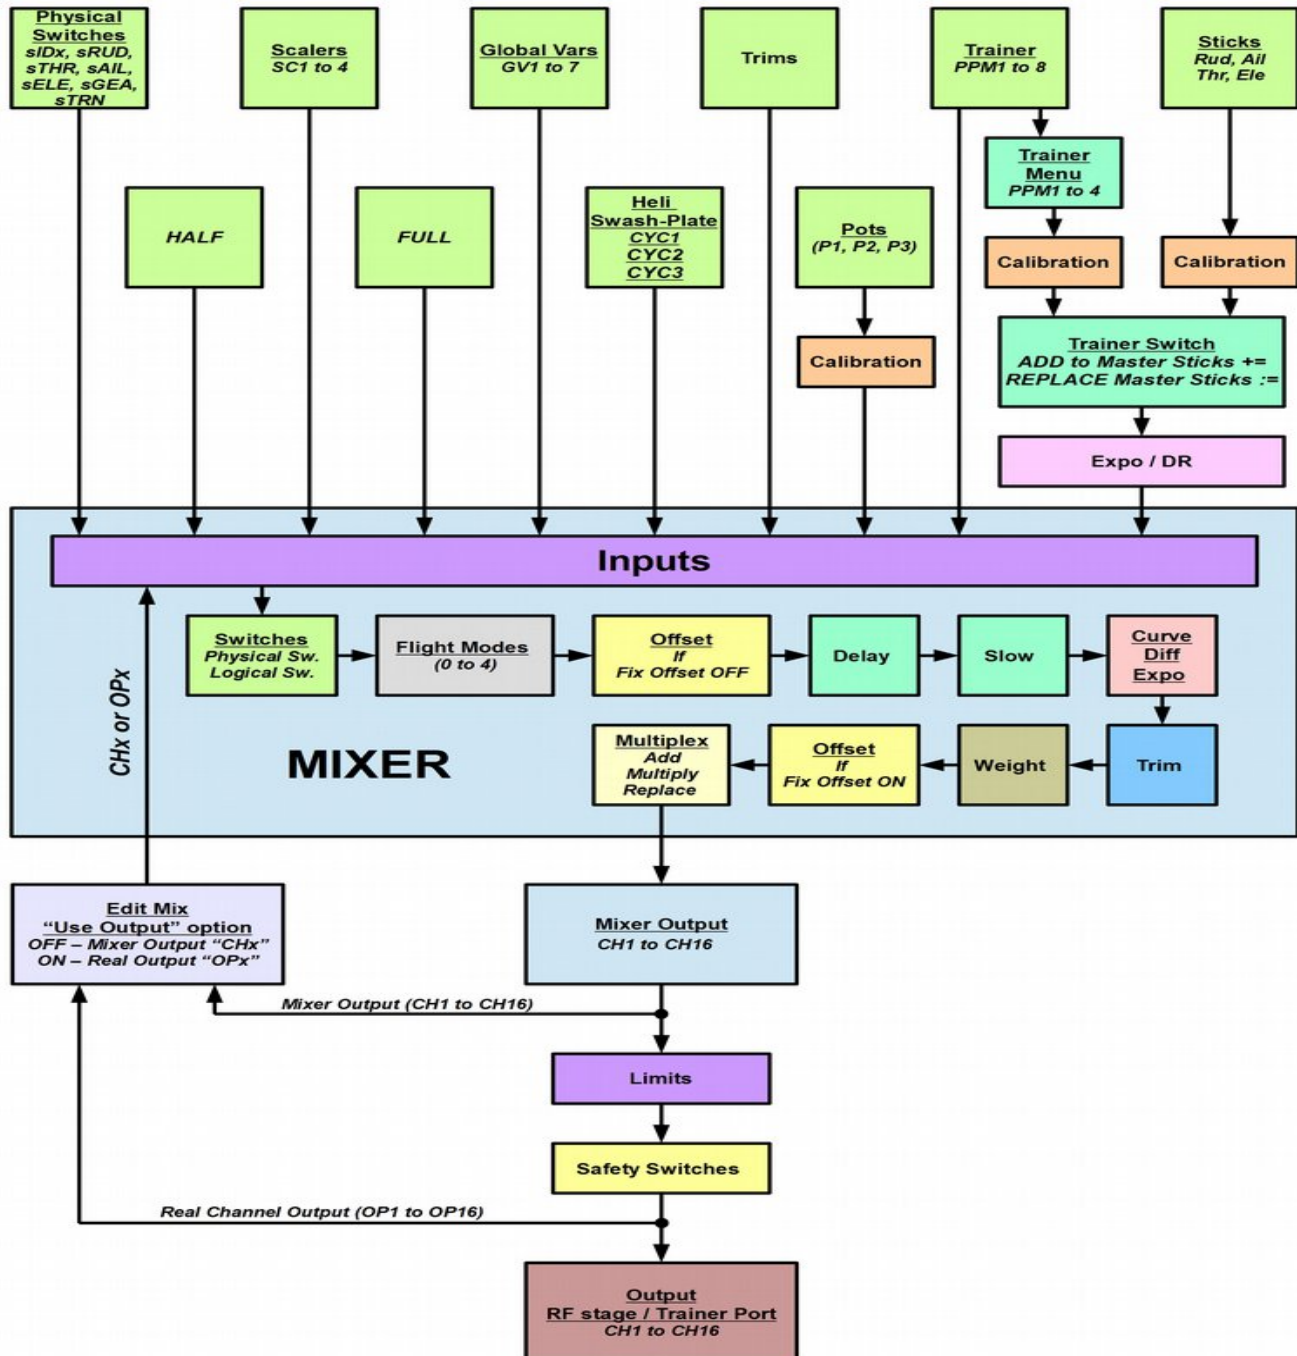 Physical
Switches
sIDx, sRUD,
sTHR, sAIL,
sELE, sGEA,
sTRN
Scalers
SC1 to 4
Global Vars
GV1 to 7
Trims
Trainer
PPM1 to 8
Sticks
Rud, Ail
Thr, Ele
Trainer
Menu
PPM1 to 4
HALF
FULL
Heli
Swash-Plate
CYC1
CYC2
CYC3
Pots
(P1, P2, P3)
Calibration
Calibration
Calibration
Trainer Switch
ADD to Master Sticks +=
REPLACE Master Sticks :=
Expo / DR
Inputs
Switches
Physical Sw.
Logical Sw.
Flight Modes
(0 to 4)
Offset
If
Fix Offset OFF
Delay
Slow
Curve
Diff
Expo
CHx or OPx
MIXER
Multiplex
Add
Multiply
Replace
Offset
If
Fix Offset ON
Weight
Trim
Edit Mix
“Use Output” option
OFF – Mixer Output “CHx”
ON – Real Output “OPx”
Mixer Output
CH1 to CH16
Mixer Output (CH1 to CH16)
Limits
Safety Switches
Real Channel Output (OP1 to OP16)
Output
RF stage / Trainer Port
CH1 to CH16